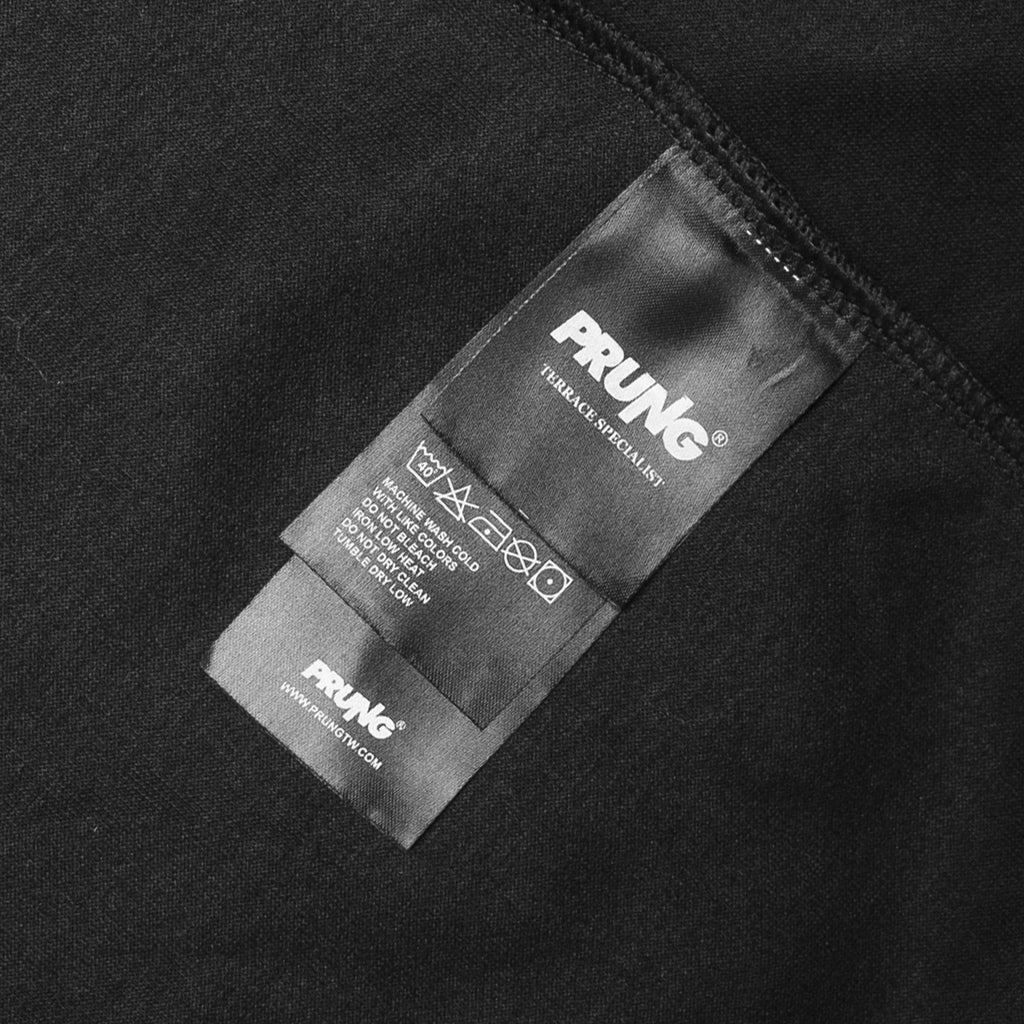 PRUNG®
TERRACE SPECIALIST
40°
MACHINE WASH COLD
WITH LIKE COLORS
DO NOT BLEACH
IRON LOW HEAT
DO NOT DRY CLEAN
TUMBLE DRY LOW
PRUNG®
WWW.PRUNGTW.COM